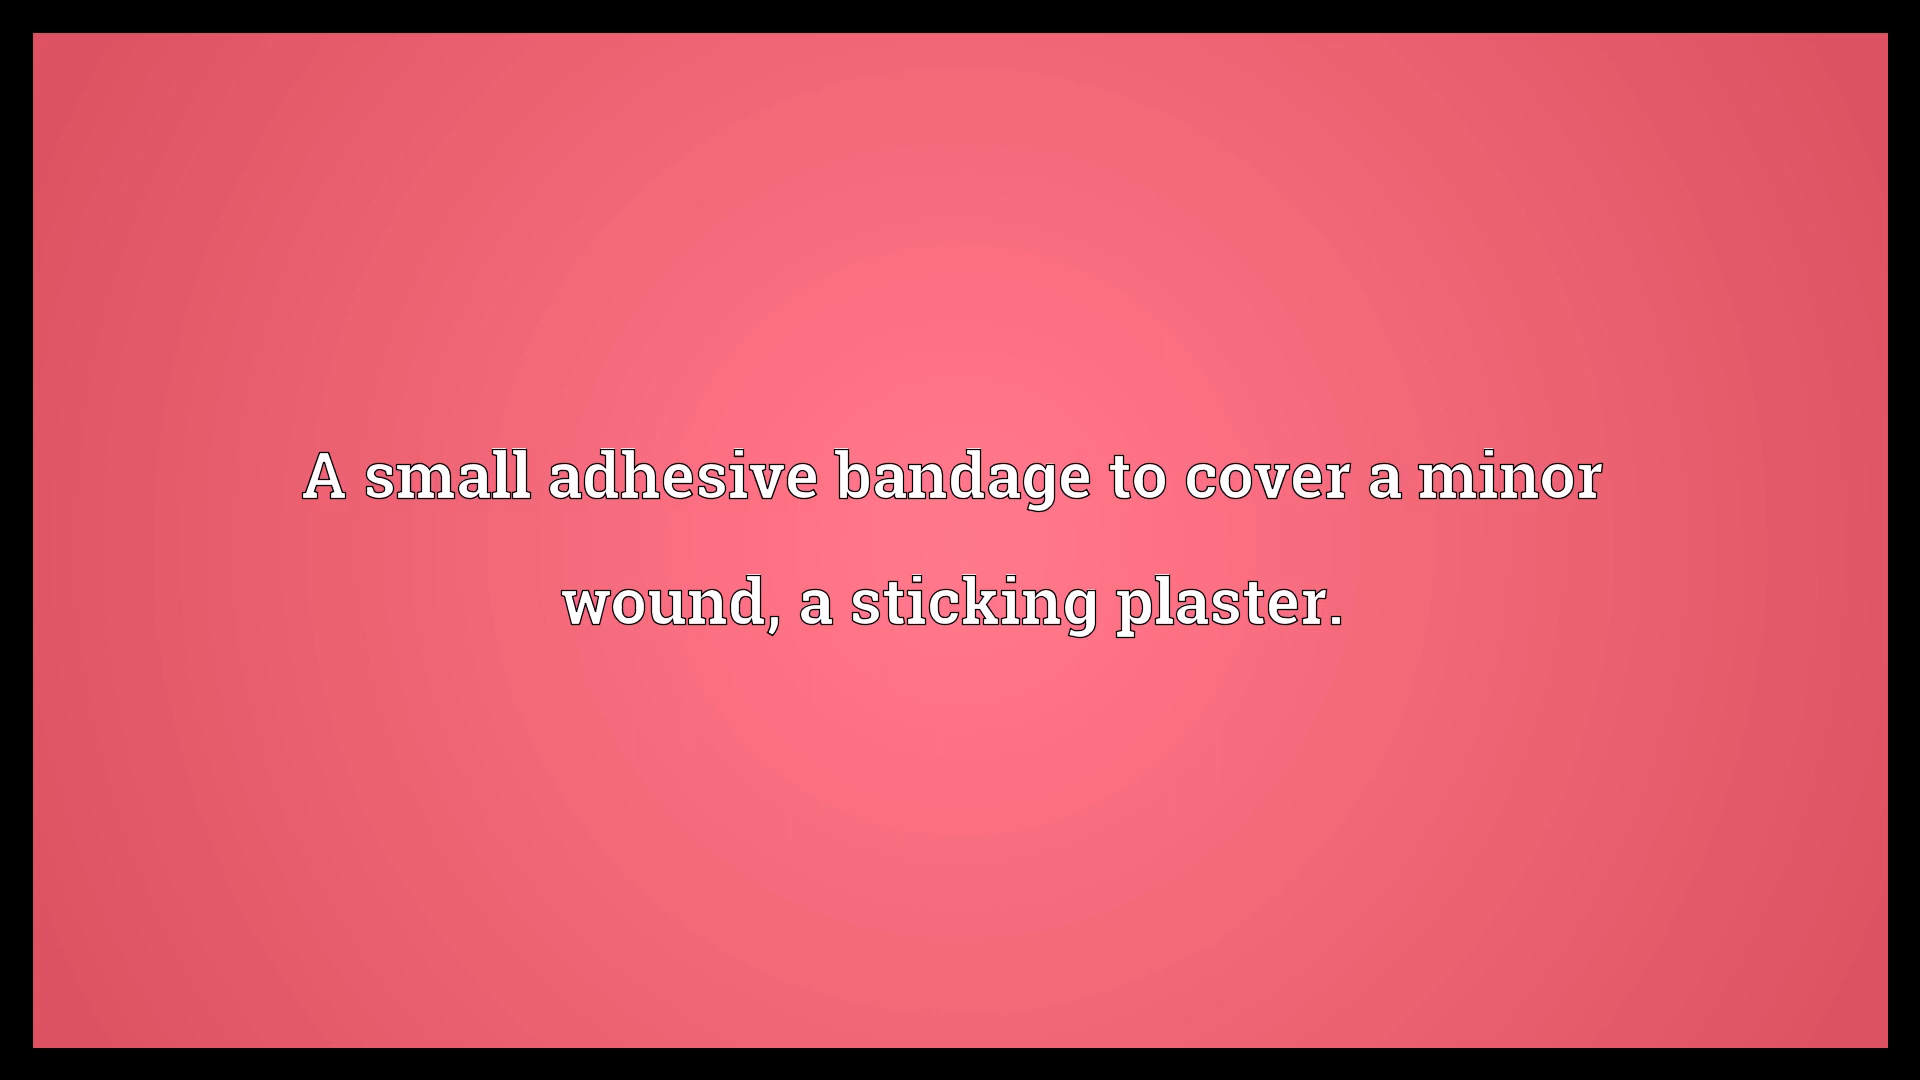 A small adhesive bandage to cover a minor
wound, a sticking plaster.